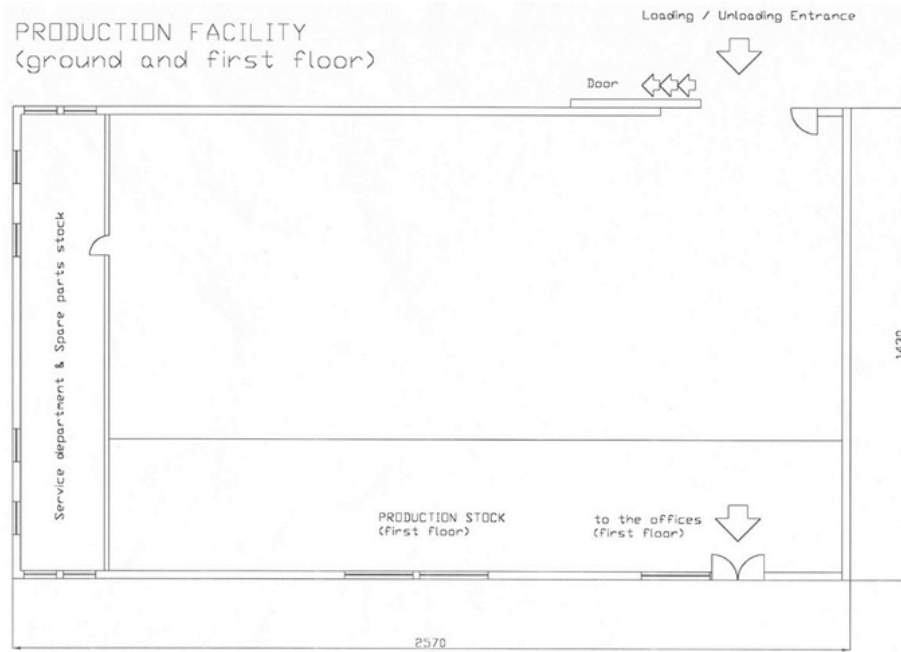 PRODUCTION FACILITY
(ground and first floor)
Loading / Unloading Entrance
Door
Service department & Spare parts stock
PRODUCTION STOCK
(first floor)
to the offices
(first floor)
2570